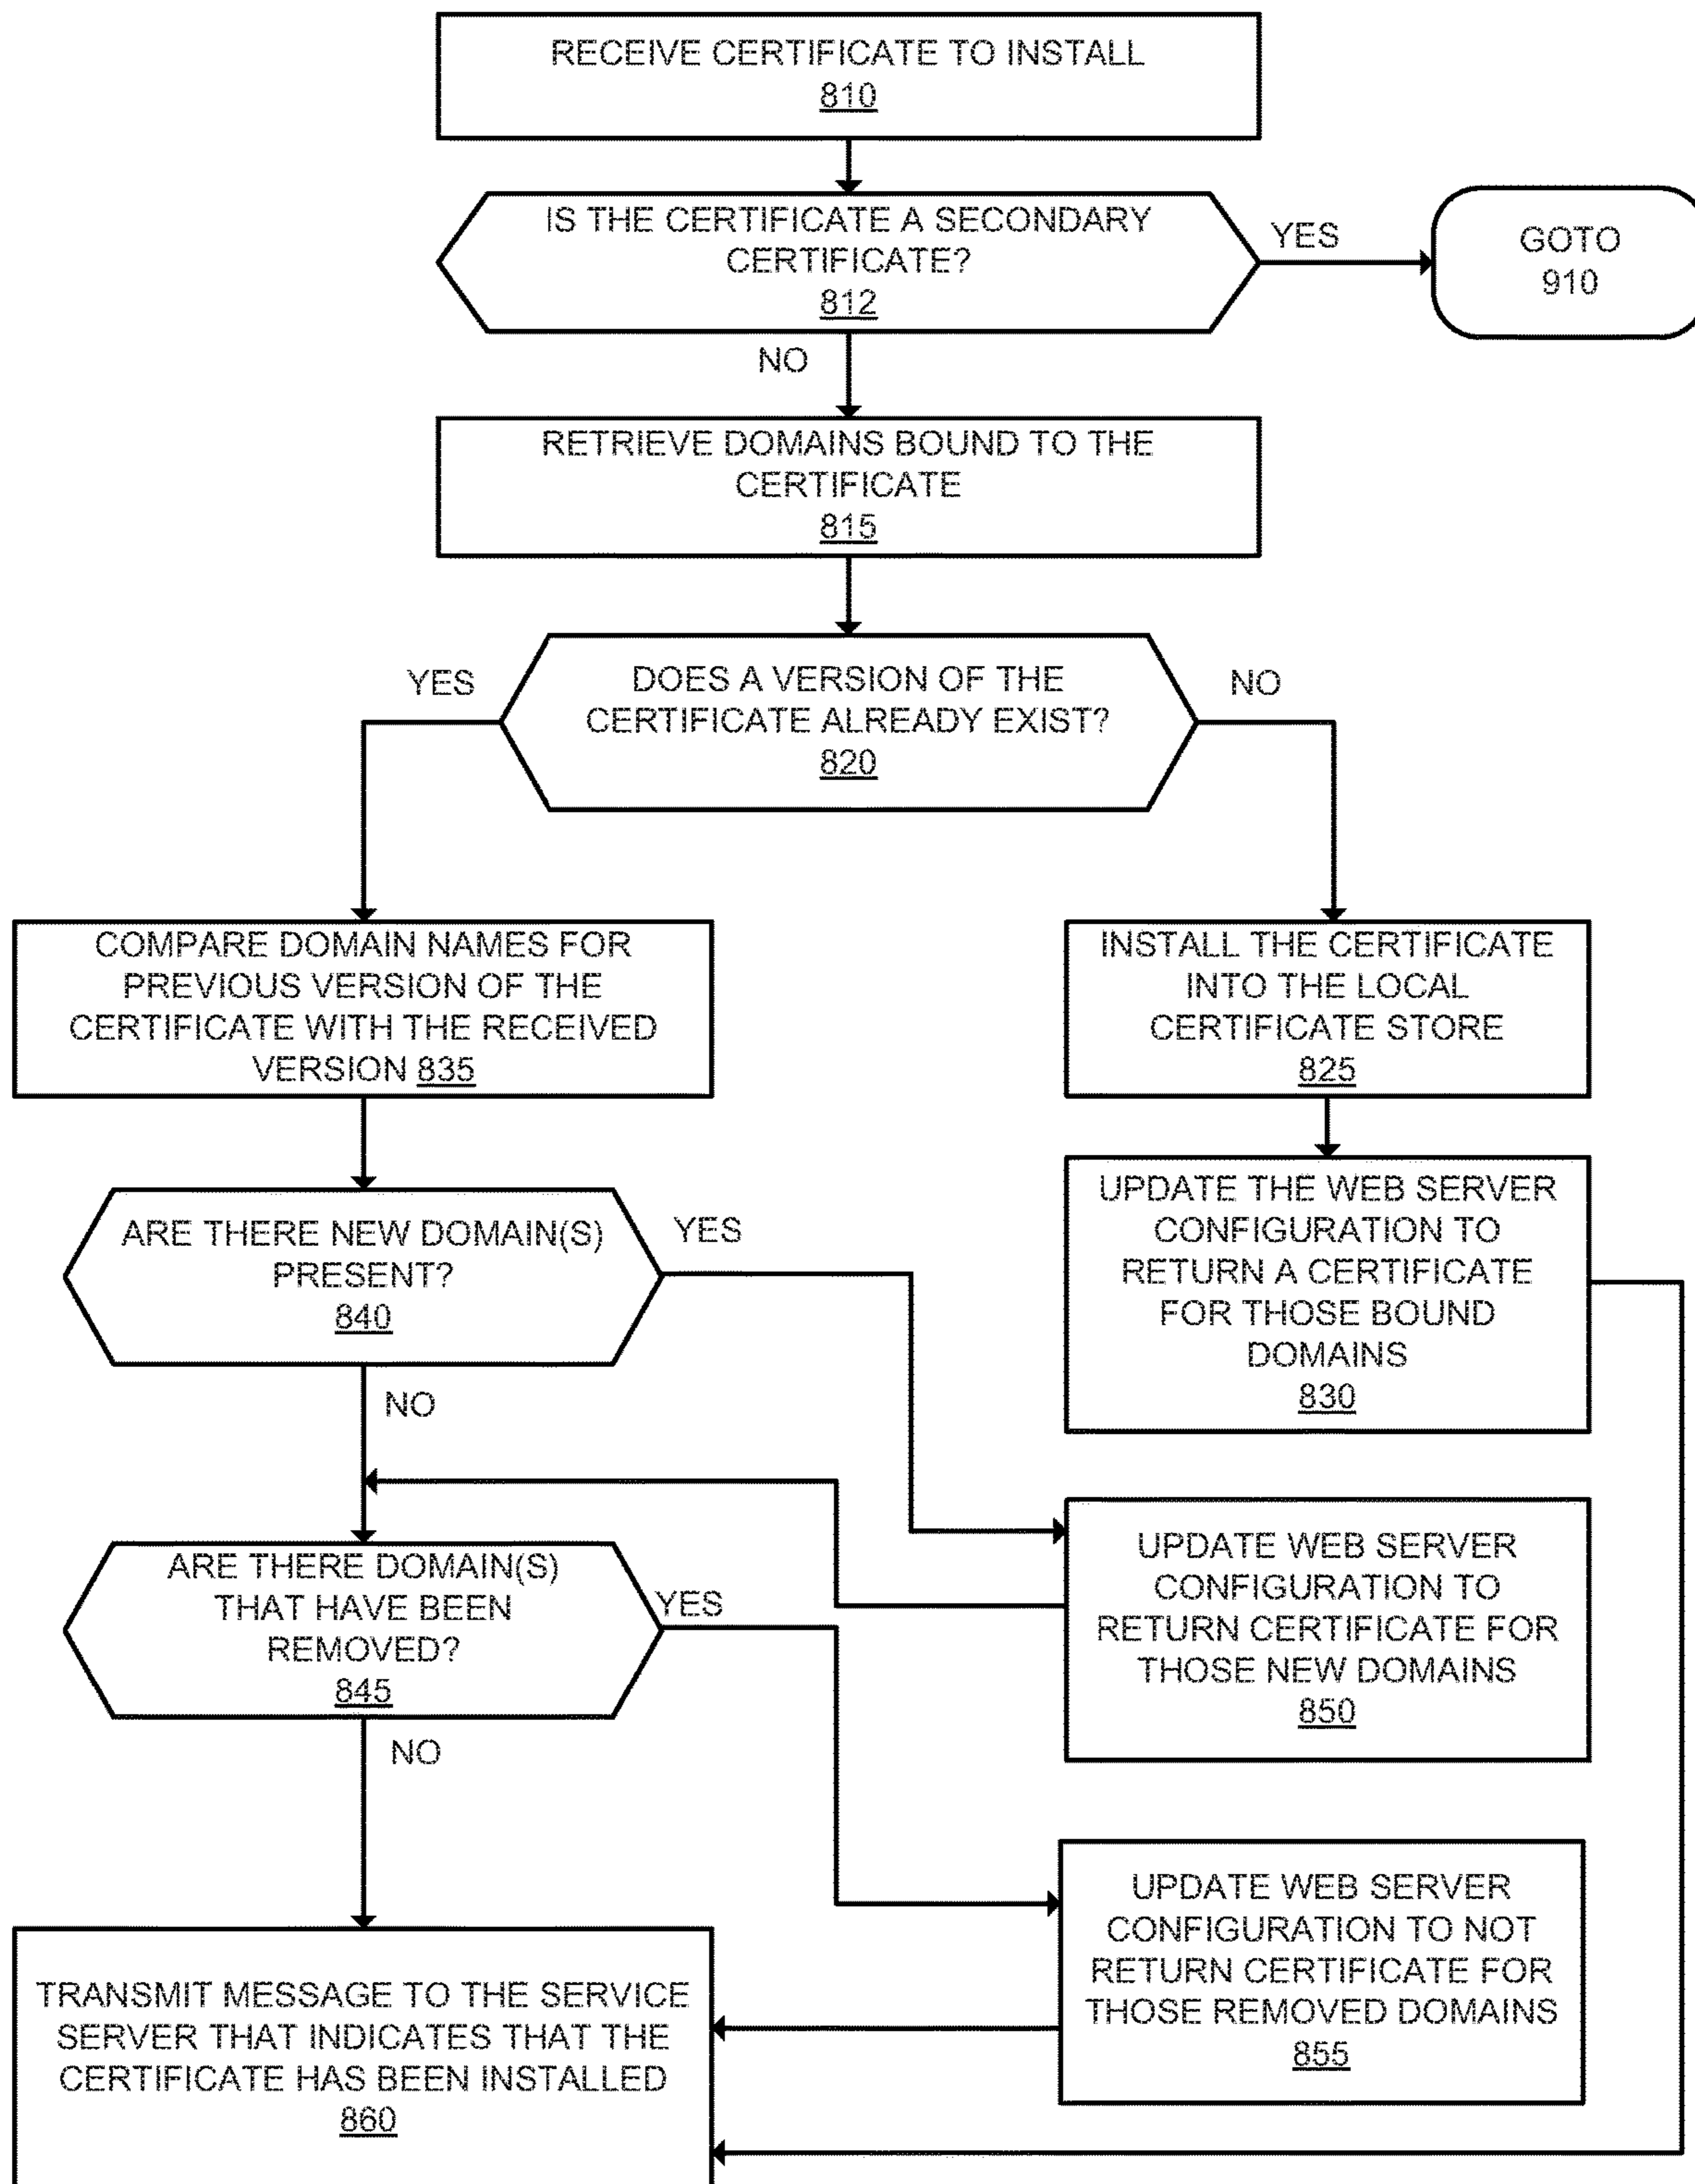 RECEIVE CERTIFICATE TO INSTALL
810
IS THE CERTIFICATE A SECONDARY
CERTIFICATE?
812
YES
GOTO
910
NO
RETRIEVE DOMAINS BOUND TO THE
CERTIFICATE
815
YES
DOES A VERSION OF THE
CERTIFICATE ALREADY EXIST?
820
NO
COMPARE DOMAIN NAMES FOR
PREVIOUS VERSION OF THE
CERTIFICATE WITH THE RECEIVED
VERSION 835
INSTALL THE CERTIFICATE
INTO THE LOCAL
CERTIFICATE STORE
825
ARE THERE NEW DOMAIN(S)
PRESENT?
840
YES
NO
UPDATE THE WEB SERVER
CONFIGURATION TO
RETURN A CERTIFICATE
FOR THOSE BOUND
DOMAINS
830
ARE THERE DOMAIN(S)
THAT HAVE BEEN
REMOVED?
845
YES
NO
UPDATE WEB SERVER
CONFIGURATION TO
RETURN CERTIFICATE FOR
THOSE NEW DOMAINS
850
UPDATE WEB SERVER
CONFIGURATION TO NOT
RETURN CERTIFICATE FOR
THOSE REMOVED DOMAINS
855
TRANSMIT MESSAGE TO THE SERVICE
SERVER THAT INDICATES THAT THE
CERTIFICATE HAS BEEN INSTALLED
860